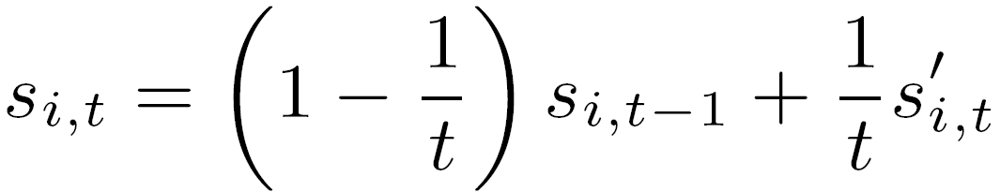 s_{i,t} = \left(1 - \frac{1}{t}\right) s_{i,t-1} + \frac{1}{t} s'_{i,t}